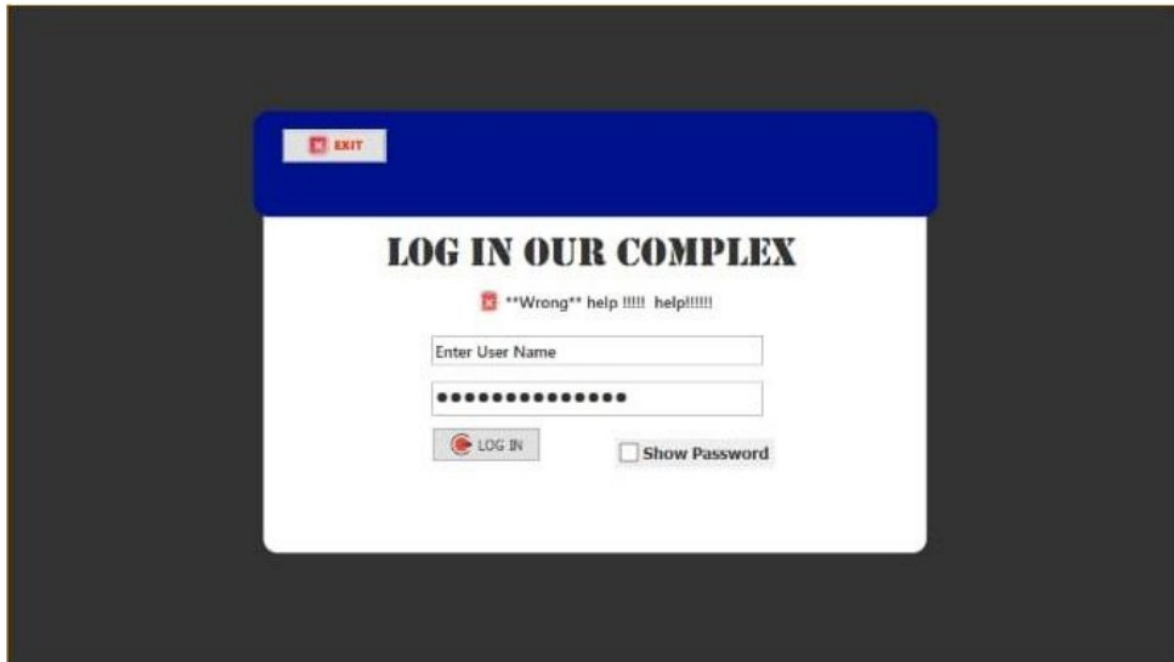 EXIT
LOG IN OUR COMPLEX
**Wrong** help !!!!! help!!!!!!
Enter User Name
●●●●●●●●●●●●●●
LOG IN
Show Password